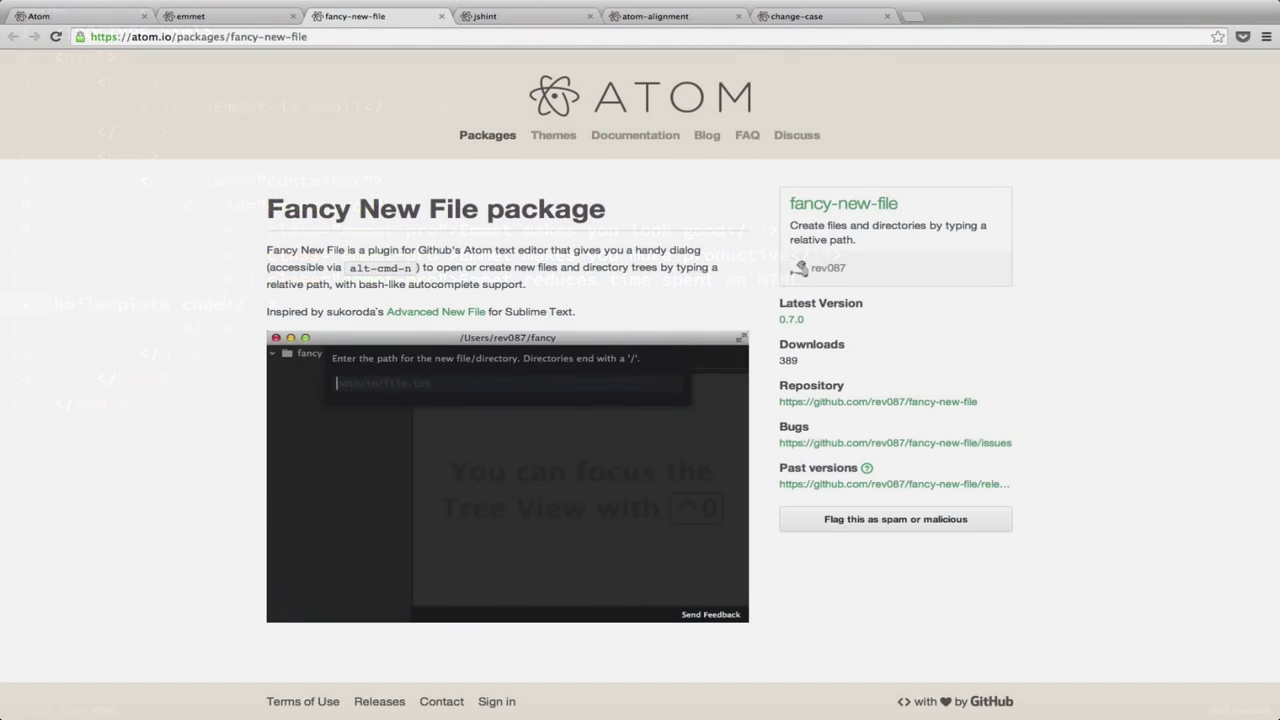 Atom
emmet
fancy-new-file
jshint
atom-alignment
change-case
https://atom.io/packages/fancy-new-file
ATOM
Packages Themes Documentation Blog FAQ Discuss
Fancy New File package
Fancy New File is a plugin for Github's Atom text editor that gives you a handy dialog
(accessible via alt-cmd-n ) to open or create new files and directory trees by typing a
relative path, with bash-like autocomplete support.
Inspired by sukoroda's Advanced New File for Sublime Text.
/Users/rev087/fancy
fancy
Enter the path for the new file/directory. Directories end with a '/'.
path/to/file.txt
You can focus the
Tree View with ^0
Send Feedback
fancy-new-file
Create files and directories by typing a
relative path.
rev087
Latest Version
0.7.0
Downloads
389
Repository
https://github.com/rev087/fancy-new-file
Bugs
https://github.com/rev087/fancy-new-file/issues
Past versions ?
https://github.com/rev087/fancy-new-file/rele...
Flag this as spam or malicious
<div class="container">
boilerplate code</
Terms of Use Releases Contact Sign in
<> with ♥ by GitHub